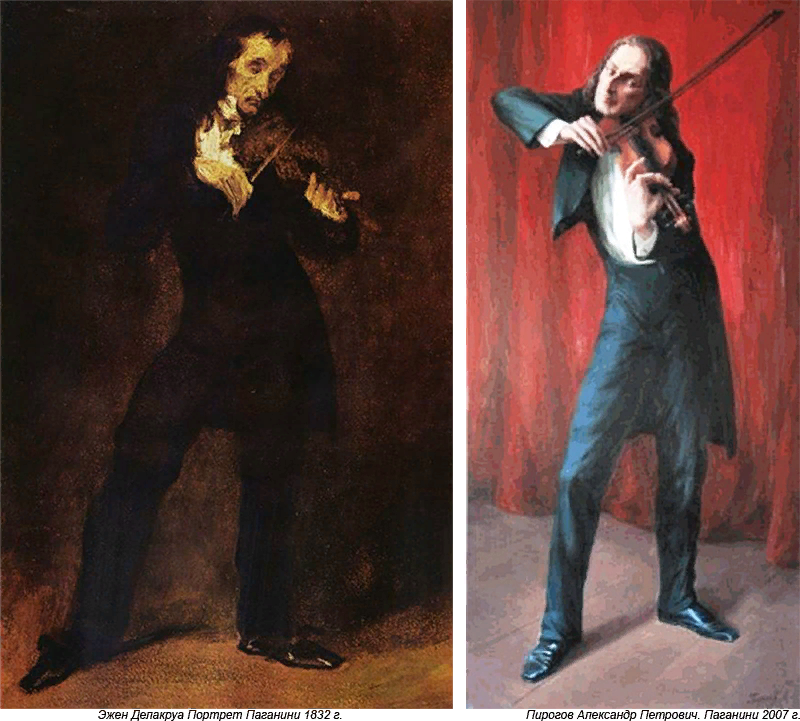 Эжен Делакруа Портрет Паганини 1832 г.
Пирогов Александр Петрович. Паганини 2007 г.